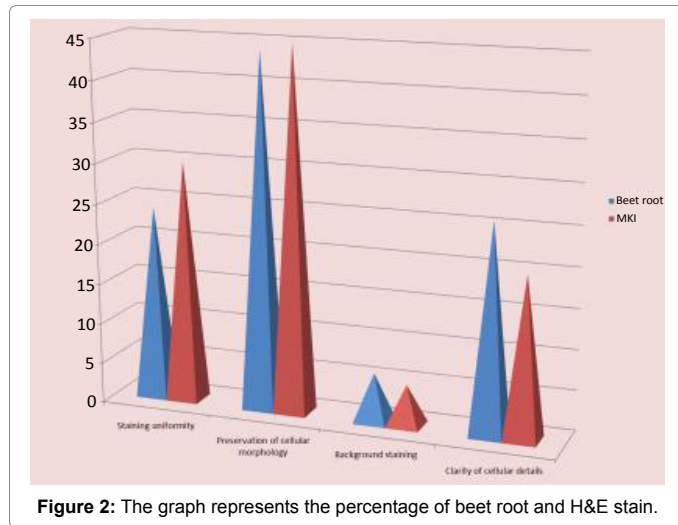 45
40
35
30
25
20
15
10
5
0
Beet root
MKI
Staining uniformity
Preservation of cellular
morphology
Background staining
Clarity of cellular details
Figure 2: The graph represents the percentage of beet root and H&E stain.